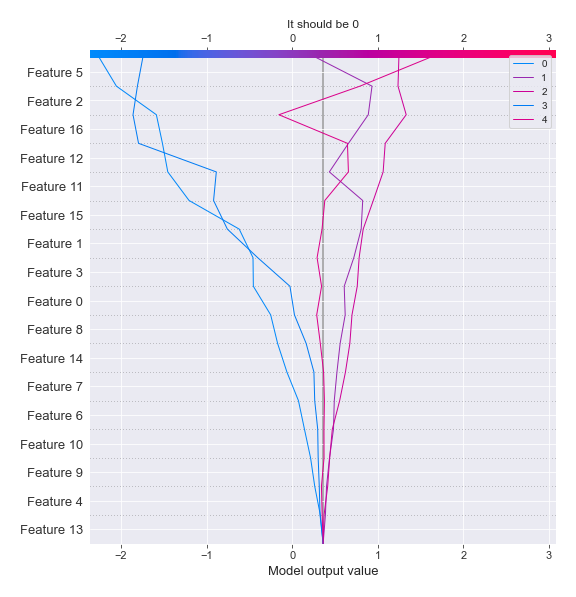 It should be 0
−2 −1 0 1 2 3
0
1
2
3
4
Feature 5
Feature 2
Feature 16
Feature 12
Feature 11
Feature 15
Feature 1
Feature 3
Feature 0
Feature 8
Feature 14
Feature 7
Feature 6
Feature 10
Feature 9
Feature 4
Feature 13
−2 −1 0 1 2 3
Model output value